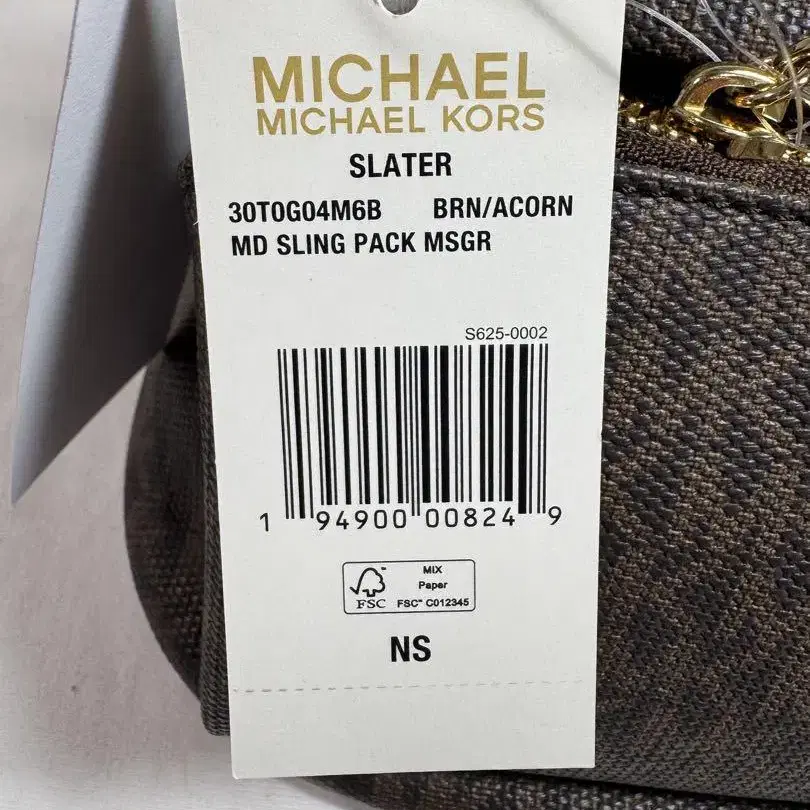 MICHAEL
MICHAEL KORS
SLATER
30T0G04M6B BRN/ACORN
MD SLING PACK MSGR
S625-0002
1 94900 00824 9
MIX
Paper
FSC FSC™ C012345
NS